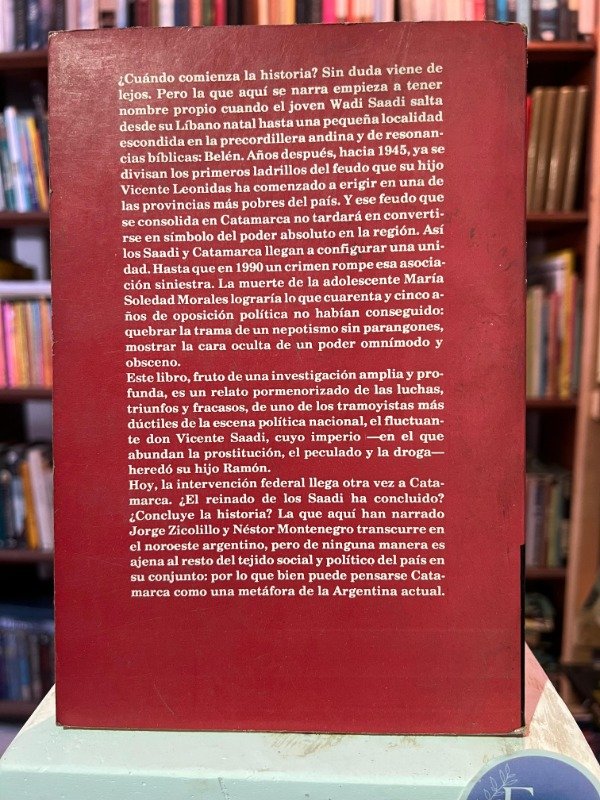 ¿Cuándo comienza la historia? Sin duda viene de
lejos. Pero la que aquí se narra empieza a tener
nombre propio cuando el joven Wadi Saadi salta
desde su Líbano natal hasta una pequeña localidad
escondida en la precordillera andina y de resonan-
cias bíblicas: Belén. Años después, hacia 1945, ya se
divisan los primeros ladrillos del feudo que su hijo
Vicente Leonidas ha comenzado a erigir en una de
las provincias más pobres del país. Y ese feudo que
se consolida en Catamarca no tardará en converti-
rse en símbolo del poder absoluto en la región. Así
los Saadi y Catamarca llegan a configurar una uni-
dad. Hasta que en 1990 un crimen rompe esa asocia-
ción siniestra. La muerte de la adolescente María
Soledad Morales lograría lo que cuarenta y cinco a-
ños de oposición política no habían conseguido:
quebrar la trama de un nepotismo sin parangones,
mostrar la cara oculta de un poder omnímodo y
obsceno.
Este libro, fruto de una investigación amplia y pro-
funda, es un relato pormenorizado de las luchas,
triunfos y fracasos, de uno de los tramoyistas más
dúctiles de la escena política nacional, el fluctuan-
te don Vicente Saadi, cuyo imperio —en el que
abundan la prostitución, el peculado y la droga—
heredó su hijo Ramón.
Hoy, la intervención federal llega otra vez a Cata-
marca. ¿El reinado de los Saadi ha concluido?
¿Concluye la historia? La que aquí han narrado
Jorge Zicolillo y Néstor Montenegro transcurre en
el noroeste argentino, pero de ninguna manera es
ajena al resto del tejido social y político del país en
su conjunto: por lo que bien puede pensarse Cata-
marca como una metáfora de la Argentina actual.